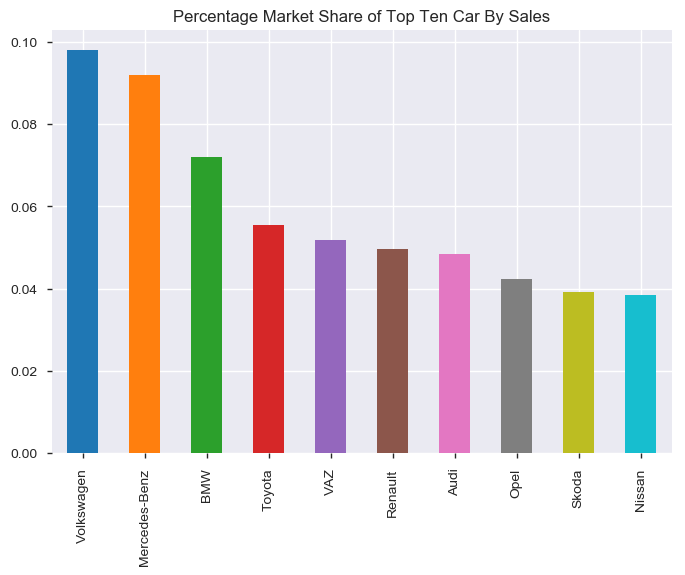 Percentage Market Share of Top Ten Car By Sales
0.10
0.08
0.06
0.04
0.02
0.00
Volkswagen
Mercedes-Benz
BMW
Toyota
VAZ
Renault
Audi
Opel
Skoda
Nissan